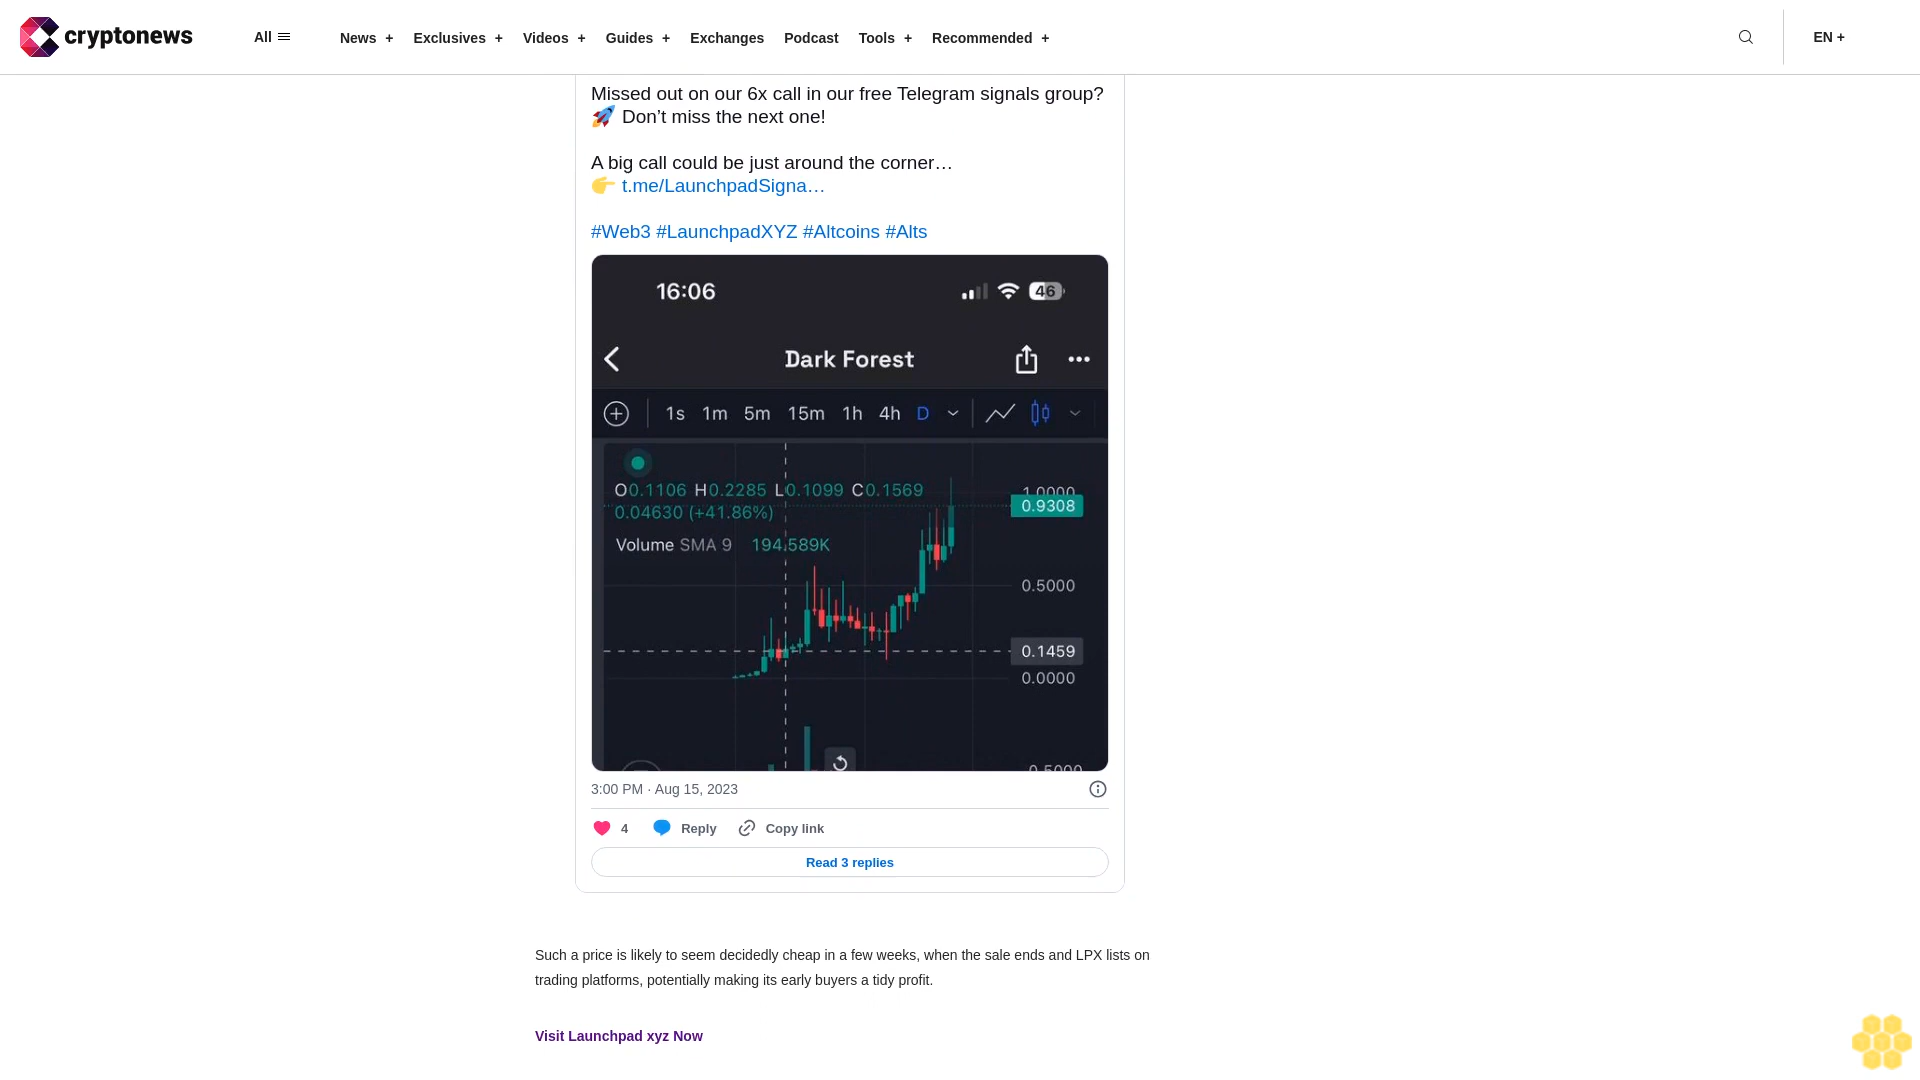 cryptonews
All
News +
Exclusives +
Videos +
Guides +
Exchanges
Podcast
Tools +
Recommended +
EN +
Missed out on our 6x call in our free Telegram signals group?
🚀 Don’t miss the next one!
A big call could be just around the corner…
👉 t.me/LaunchpadSigna…
#Web3 #LaunchpadXYZ #Altcoins #Alts
16:06
46
Dark Forest
1s 1m 5m 15m 1h 4h D
O0.1106 H0.2285 L0.1099 C0.1569
0.04630 (+41.86%)
Volume SMA 9 194.589K
1.0000
0.9308
0.5000
0.1459
0.0000
0.5000
3:00 PM · Aug 15, 2023
4
Reply
Copy link
Read 3 replies
Such a price is likely to seem decidedly cheap in a few weeks, when the sale ends and LPX lists on
trading platforms, potentially making its early buyers a tidy profit.
Visit Launchpad xyz Now